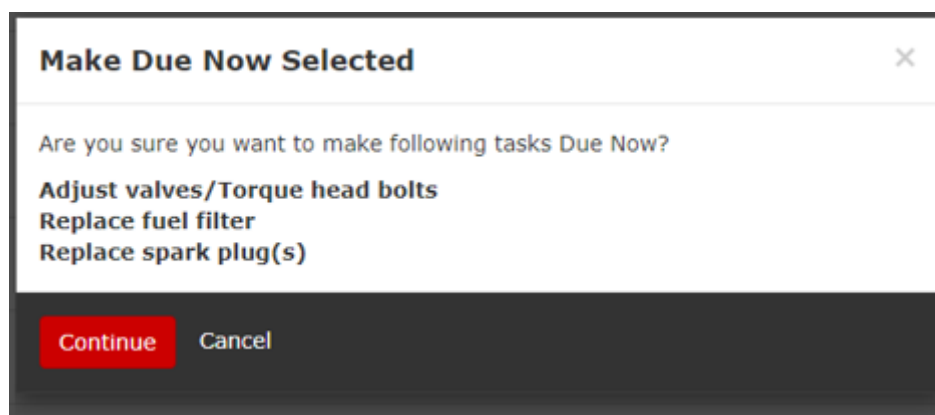 Make Due Now Selected
Are you sure you want to make following tasks Due Now?
Adjust valves/Torque head bolts
Replace fuel filter
Replace spark plug(s)
Continue Cancel